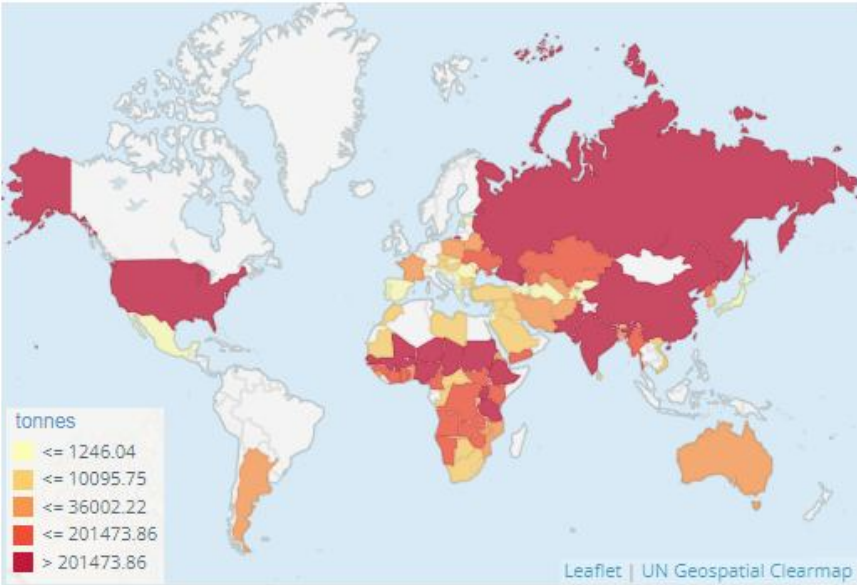 tonnes
<= 1246.04
<= 10095.75
<= 36002.22
<= 201473.86
> 201473.86
Leaflet | UN Geospatial Clearmap